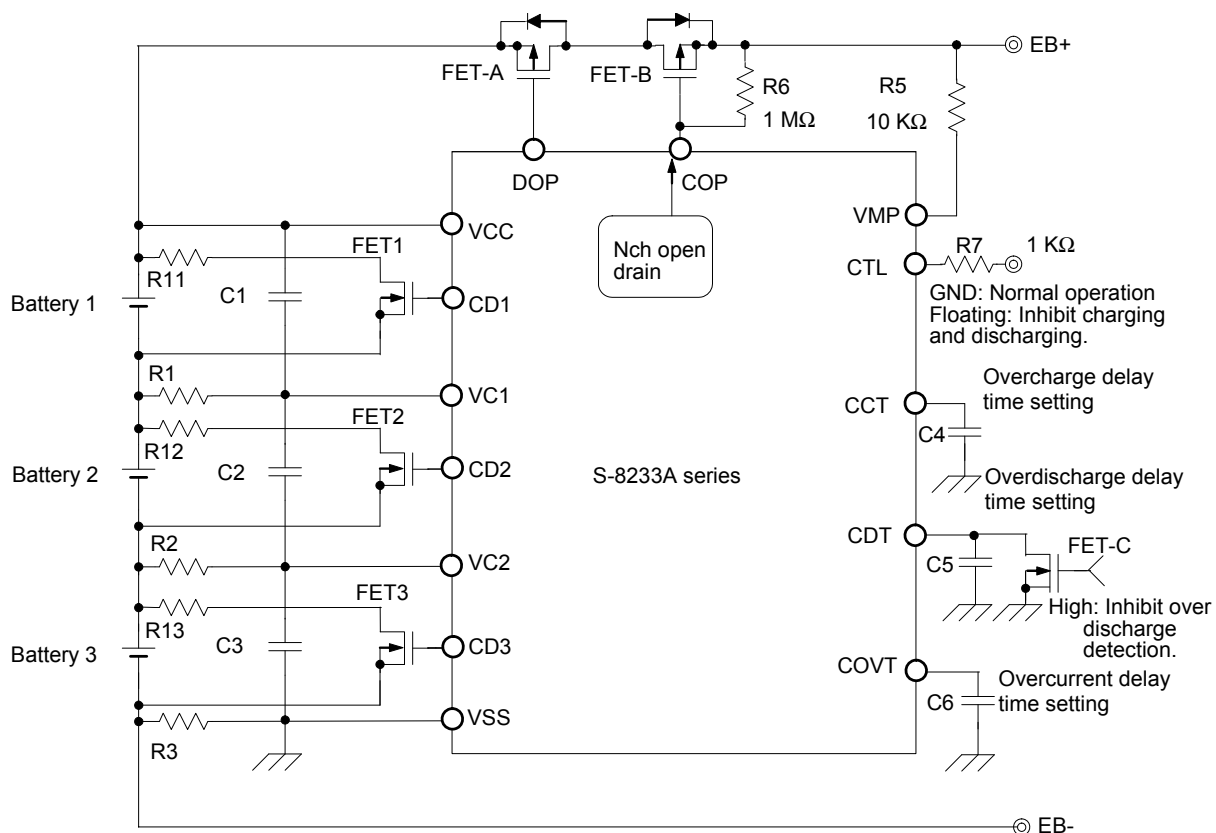 EB+
FET-A
FET-B
R6
1 MΩ
R5
10 KΩ
DOP
COP
VMP
VCC
FET1
Nch open
drain
R7
1 KΩ
CTL
R11
C1
GND: Normal operation
Floating: Inhibit charging
and discharging.
Battery 1
CD1
R1
VC1
FET2
Overcharge delay
time setting
CCT
C4
R12
C2
Battery 2
CD2
S-8233A series
Overdischarge delay
time setting
R2
VC2
CDT
C5
FET-C
FET3
High: Inhibit over
discharge
detection.
R13
C3
Battery 3
CD3
COVT
C6
Overcurrent delay
time setting
R3
VSS
EB-